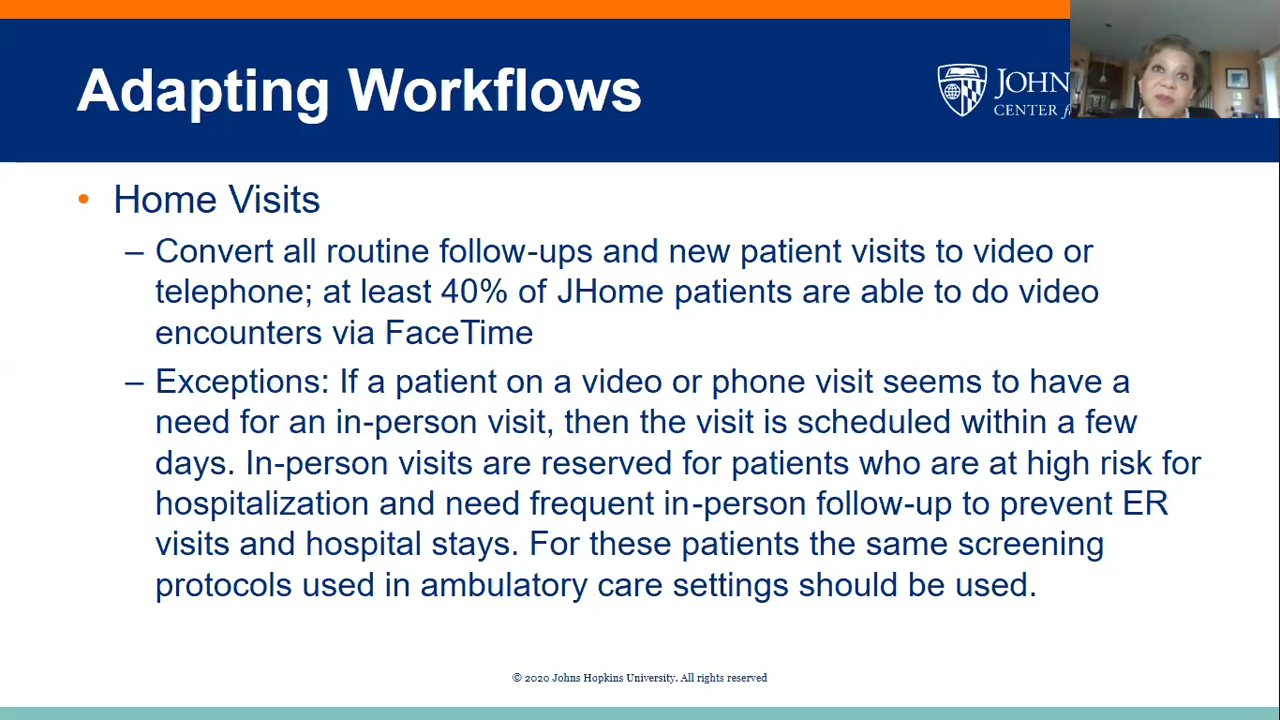 Adapting Workflows
JOHN
CENTER f
• Home Visits
– Convert all routine follow-ups and new patient visits to video or
telephone; at least 40% of JHome patients are able to do video
encounters via FaceTime
– Exceptions: If a patient on a video or phone visit seems to have a
need for an in-person visit, then the visit is scheduled within a few
days. In-person visits are reserved for patients who are at high risk for
hospitalization and need frequent in-person follow-up to prevent ER
visits and hospital stays. For these patients the same screening
protocols used in ambulatory care settings should be used.
© 2020 Johns Hopkins University. All rights reserved